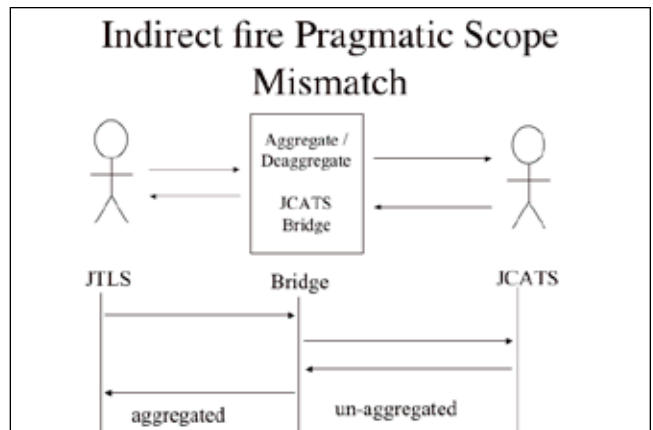 Indirect fire Pragmatic Scope
Mismatch
Aggregate /
Deaggregate
JCATS
Bridge
JTLS
Bridge
JCATS
aggregated
un-aggregated